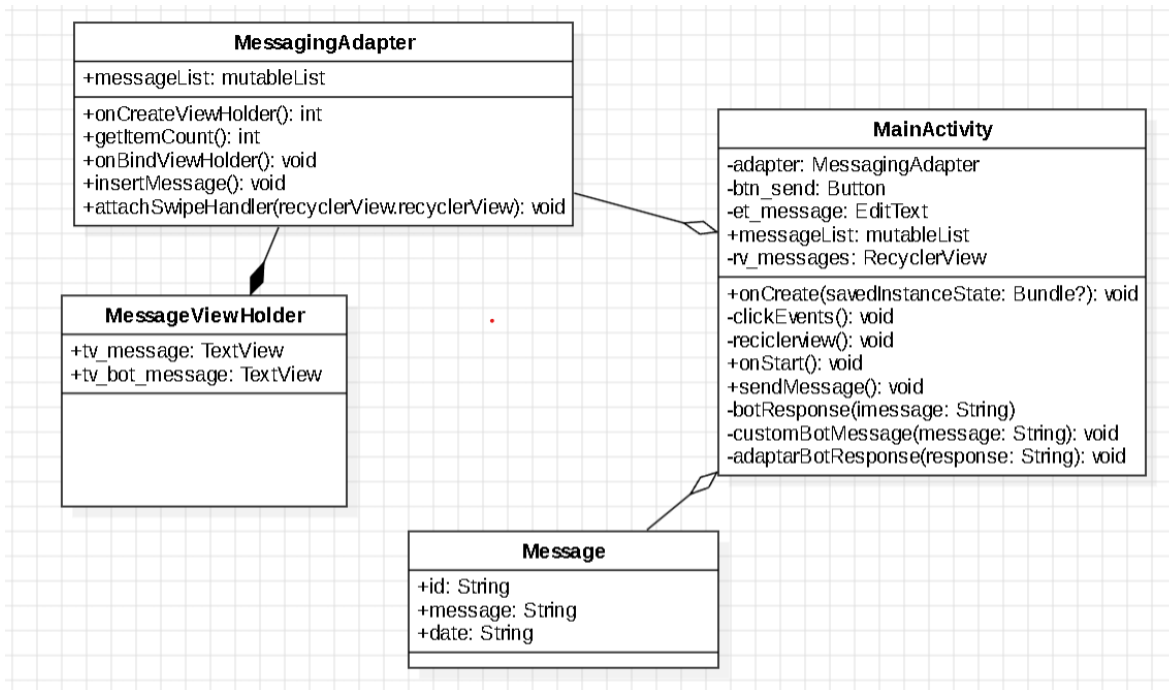 MessagingAdapter
+messageList: mutableList
+onCreateViewHolder(): int
+getItemCount(): int
+onBindViewHolder(): void
+insertMessage(): void
+attachSwipeHandler(recyclerView.recyclerView): void
MainActivity
-adapter: MessagingAdapter
-btn_send: Button
-et_message: EditText
+messageList: mutableList
-rv_messages: RecyclerView
+onCreate(savedInstanceState: Bundle?): void
-clickEvents(): void
-reciclerview(): void
+onStart(): void
+sendMessage(): void
-botResponse(imessage: String)
-customBotMessage(message: String): void
-adaptarBotResponse(response: String): void
MessageViewHolder
+tv_message: TextView
+tv_bot_message: TextView
Message
+id: String
+message: String
+date: String